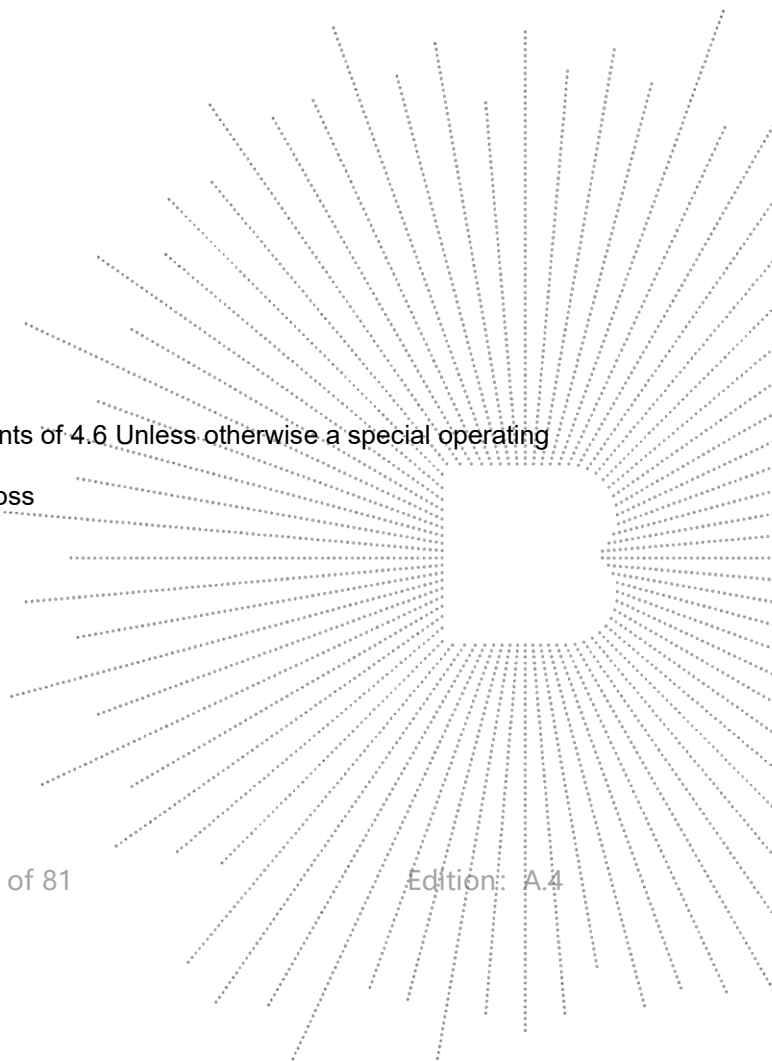 nts of 4.6 Unless otherwise a special operating
oss
of 81 Edition: A.4